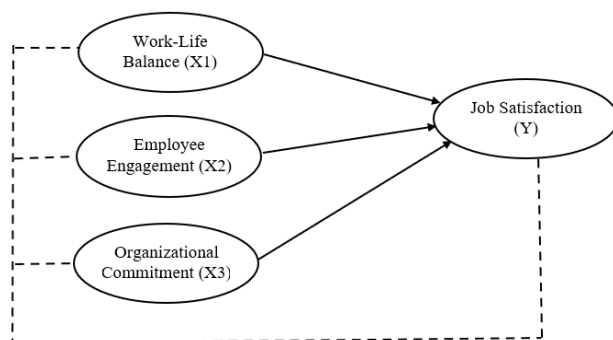 Work-Life
Balance (X1)
Job Satisfaction
(Y)
Employee
Engagement (X2)
Organizational
Commitment (X3)